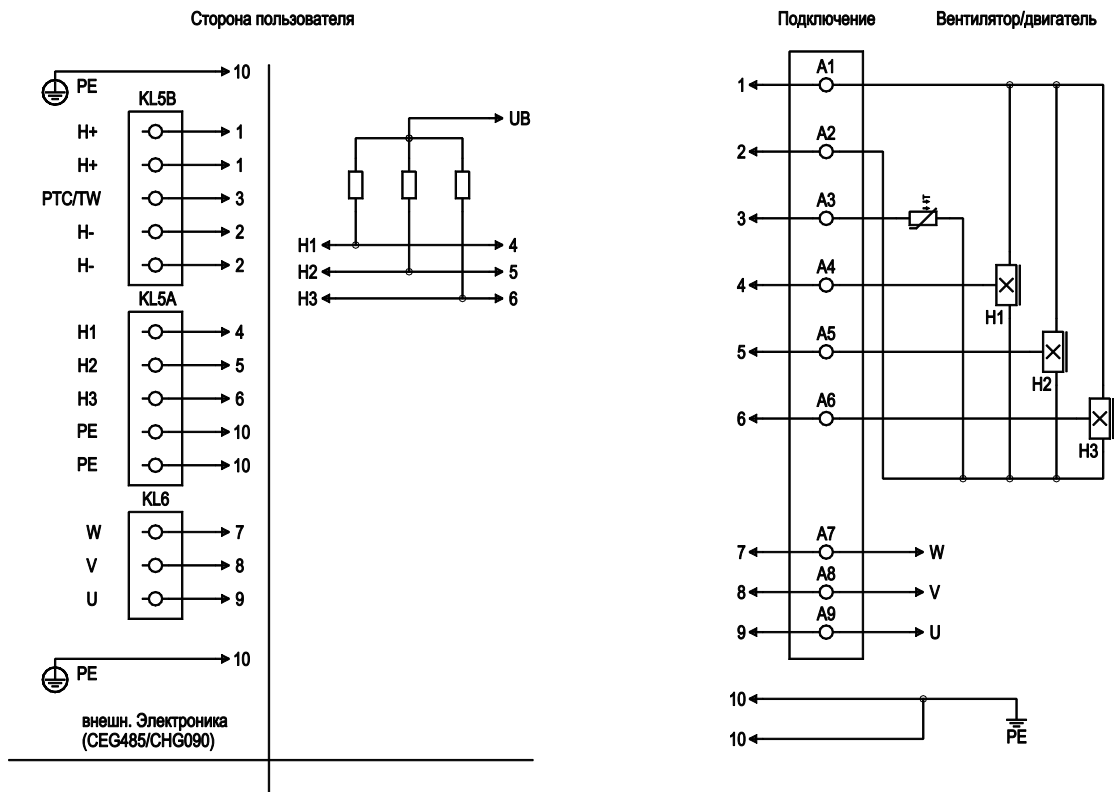 Сторона пользователя
PE
10
KL5B
H+
1
H+
1
PTC/TW
3
H-
2
H-
2
KL5A
H1
4
H2
5
H3
6
PE
10
PE
10
KL6
W
7
V
8
U
9
PE
10
внешн. Электроника
(CEG485/CHG090)
UB
H1
4
H2
5
H3
6
Подключение
Вентилятор/двигатель
1
A1
2
A2
3
A3
4
A4
H1
5
A5
H2
6
A6
H3
7
A7
W
8
A8
V
9
A9
U
10
10
PE